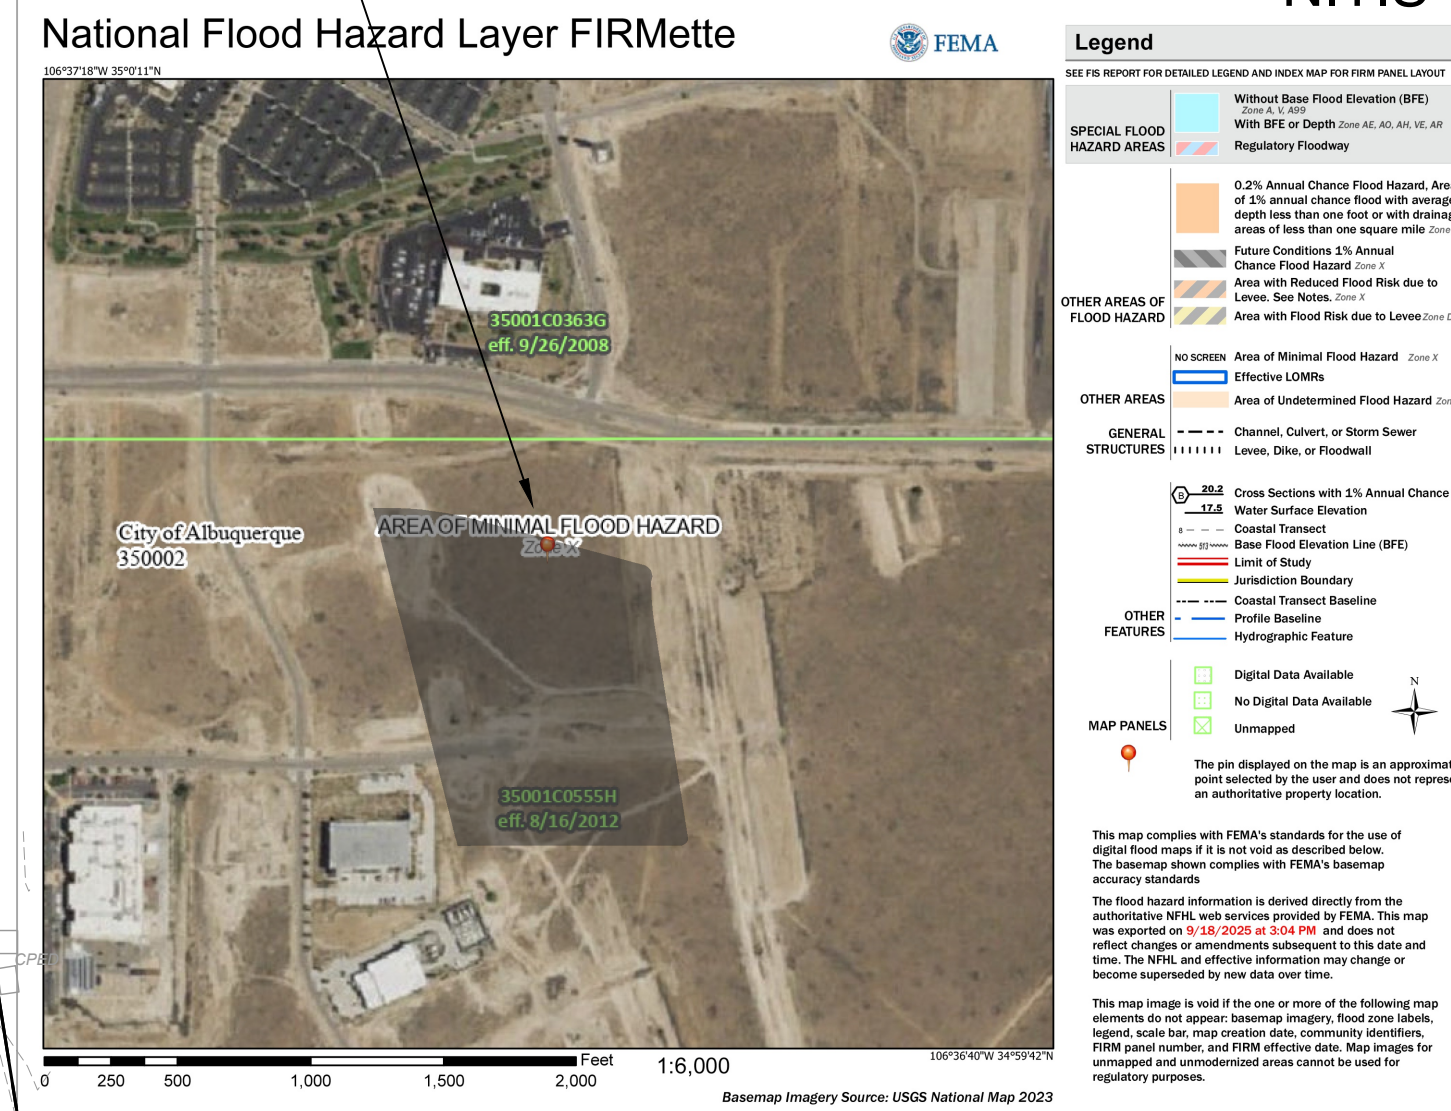 National Flood Hazard Layer FIRMette
FEMA
106°37'18"W 35°0'11"N
35001C0363G
eff. 9/26/2008
City of Albuquerque
350002
AREA OF MINIMAL FLOOD HAZARD
Zone X
35001C0555H
eff. 8/16/2012
CPED
106°36'40"W 34°59'42"N
0 250 500 1,000 1,500 2,000
Feet
1:6,000
Basemap Imagery Source: USGS National Map 2023
Legend
SEE FIS REPORT FOR DETAILED LEGEND AND INDEX MAP FOR FIRM PANEL LAYOUT
SPECIAL FLOOD
HAZARD AREAS
Without Base Flood Elevation (BFE)
Zone A, V, A99
With BFE or Depth Zone AE, AO, AH, VE, AR
Regulatory Floodway
OTHER AREAS OF
FLOOD HAZARD
0.2% Annual Chance Flood Hazard,
of 1% annual chance flood with average
depth less than one foot or with
areas of less than one square mile Zone
Future Conditions 1% Annual
Chance Flood Hazard Zone X
Area with Reduced Flood Risk due to
Levee. See Notes. Zone X
Area with Flood Risk due to Levee Zone D
OTHER AREAS
NO SCREEN Area of Minimal Flood Hazard Zone X
Effective LOMRs
Area of Undetermined Flood Hazard
GENERAL
STRUCTURES
Channel, Culvert, or Storm Sewer
Levee, Dike, or Floodwall
OTHER
FEATURES
B 20.2 Cross Sections with 1% Annual Chance
17.5 Water Surface Elevation
8 Coastal Transect
513 Base Flood Elevation Line (BFE)
Limit of Study
Jurisdiction Boundary
Coastal Transect Baseline
Profile Baseline
Hydrographic Feature
MAP PANELS
Digital Data Available
No Digital Data Available
Unmapped
N
The pin displayed on the map is an
point selected by the user and does not
an authoritative property location.
This map complies with FEMA's standards for the use of
digital flood maps if it is not void as described below.
The basemap shown complies with FEMA's basemap
accuracy standards
The flood hazard information is derived directly from the
authoritative NFHL web services provided by FEMA. This map
was exported on 9/18/2025 at 3:04 PM and does not
reflect changes or amendments subsequent to this date and
time. The NFHL and effective information may change or
become superseded by new data over time.
This map image is void if the one or more of the following map
elements do not appear: basemap imagery, flood zone labels,
legend, scale bar, map creation date, community identifiers,
FIRM panel number, and FIRM effective date. Map images for
unmapped and unmodernized areas cannot be used for
regulatory purposes.